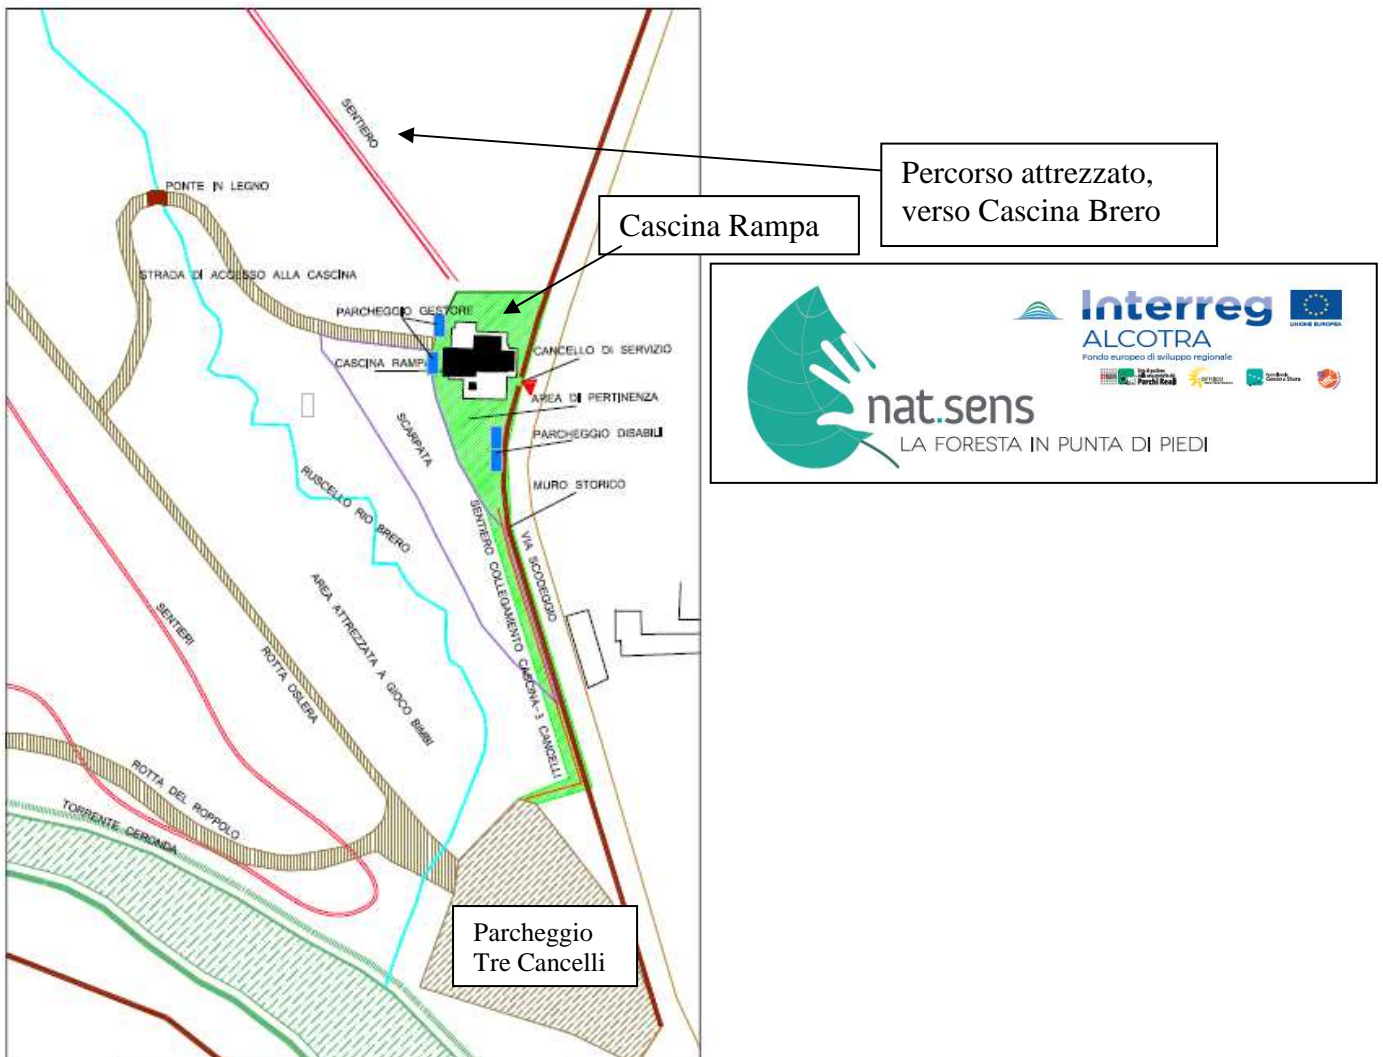 SENTIERO
Percorso attrezzato,
verso Cascina Brero
PONTE IN LEGNO
Cascina Rampa
STRADA DI ACCESSO ALLA CASCINA
PARCHEGGIO GESTORE
CASCINA RAMPA
CANCELLO DI SERVIZIO
AREA DI PERTINENZA
PARCHEGGIO DISABILI
MURO STORICO
SCARPATA
RUSCELLO RIO BRERO
SENTIERO COLLEGAMENTO CASCINA-3 CANCELLI
VIA SCODEGGIO
AREA ATTREZZATA A GIOCO BIMBI
SENTIERI
ROTTA OSLERA
ROTTA DEL ROPPOLO
TORRENTE CERONDA
Parcheggio
Tre Cancelli
Interreg
UNIONE EUROPEA
ALCOTRA
Fondo europeo di sviluppo regionale
Parchi Reali
nat.sens
LA FORESTA IN PUNTA DI PIEDI